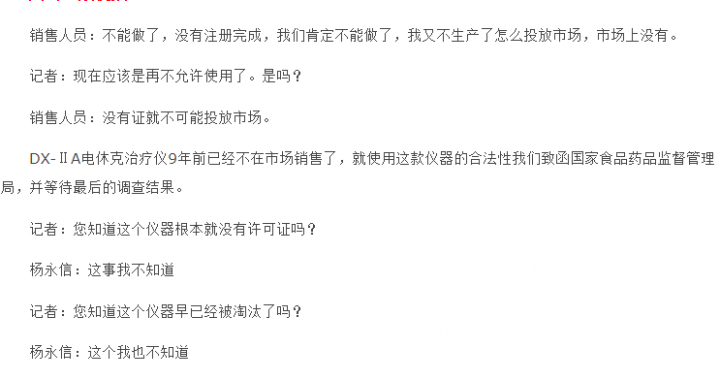 销售人员：不能做了，没有注册完成，我们肯定不能做了，我又不生产了怎么投放市场，市场上没有。
记者：现在应该是再不允许使用了。是吗？
销售人员：没有证就不可能投放市场。
DX-ⅡA电休克治疗仪9年前已经不在市场销售了，就使用这款仪器的合法性我们致函国家食品药品监督管理
局，并等待最后的调查结果。
记者：您知道这个仪器根本就没有许可证吗？
杨永信：这事我不知道
记者：您知道这个仪器早已经被淘汰了吗？
杨永信：这个我也不知道